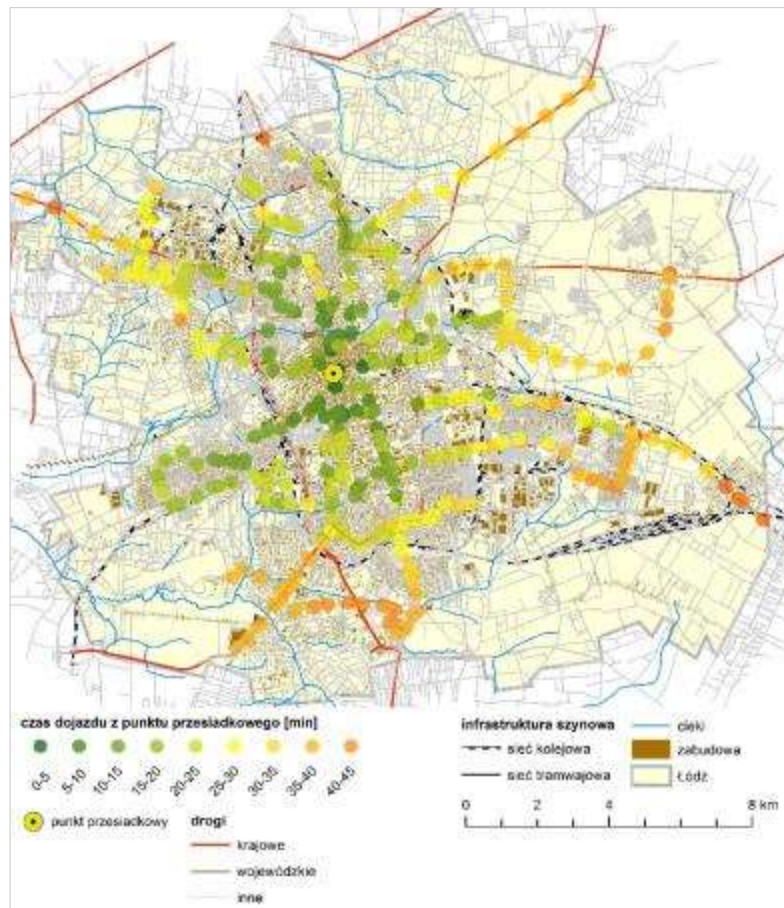 czas dojazdu z punktu przesiadkowego [min]
0-5 5-10 10-15 15-20 20-25 25-30 30-35 35-40 40-45
punkt przesiadkowy
drogi
krajowe
wojewódzkie
inne
infrastruktura szynowa
sieć kolejowa
sieć tramwajowa
cieki
zabudowa
Łódź
0 2 4 8 km